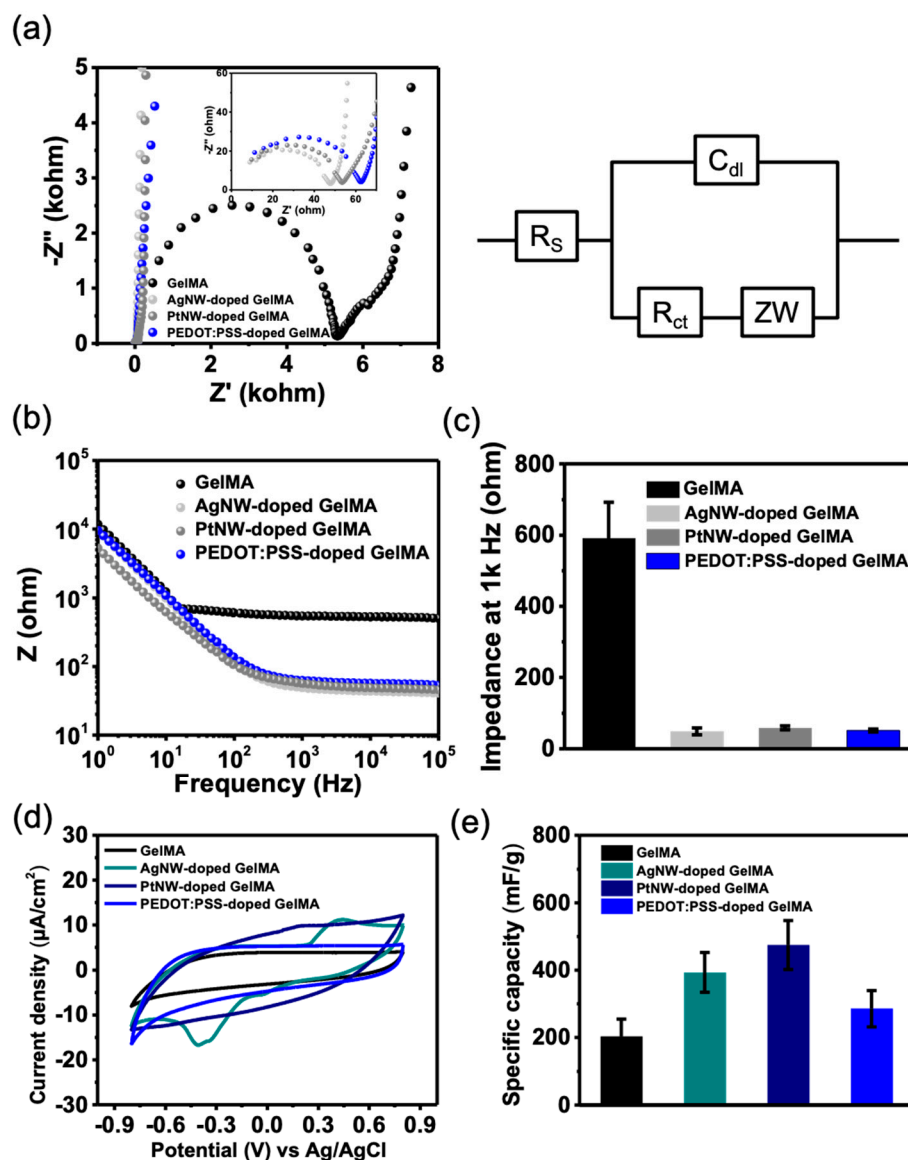 (a)
-Z" (kohm)
5
4
3
2
1
0
0
2
4
6
8
Z' (kohm)
-Z'' (ohm)
60
40
20
0
0
20
40
60
Z' (ohm)
GelMA
AgNW-doped GelMA
PtNW-doped GelMA
PEDOT:PSS-doped GelMA
R_S
C_dl
R_ct
ZW
(b)
Z (ohm)
10^5
10^4
10^3
10^2
10^1
10^0
10^1
10^2
10^3
10^4
10^5
Frequency (Hz)
GelMA
AgNW-doped GelMA
PtNW-doped GelMA
PEDOT:PSS-doped GelMA
(c)
Impedance at 1k Hz (ohm)
800
600
400
200
0
GelMA
AgNW-doped GelMA
PtNW-doped GelMA
PEDOT:PSS-doped GelMA
(d)
Current density (µA/cm²)
30
20
10
0
-10
-20
-30
-0.9
-0.6
-0.3
0.0
0.3
0.6
0.9
Potential (V) vs Ag/AgCl
GelMA
AgNW-doped GelMA
PtNW-doped GelMA
PEDOT:PSS-doped GelMA
(e)
Specific capacity (mF/g)
800
600
400
200
0
GelMA
AgNW-doped GelMA
PtNW-doped GelMA
PEDOT:PSS-doped GelMA